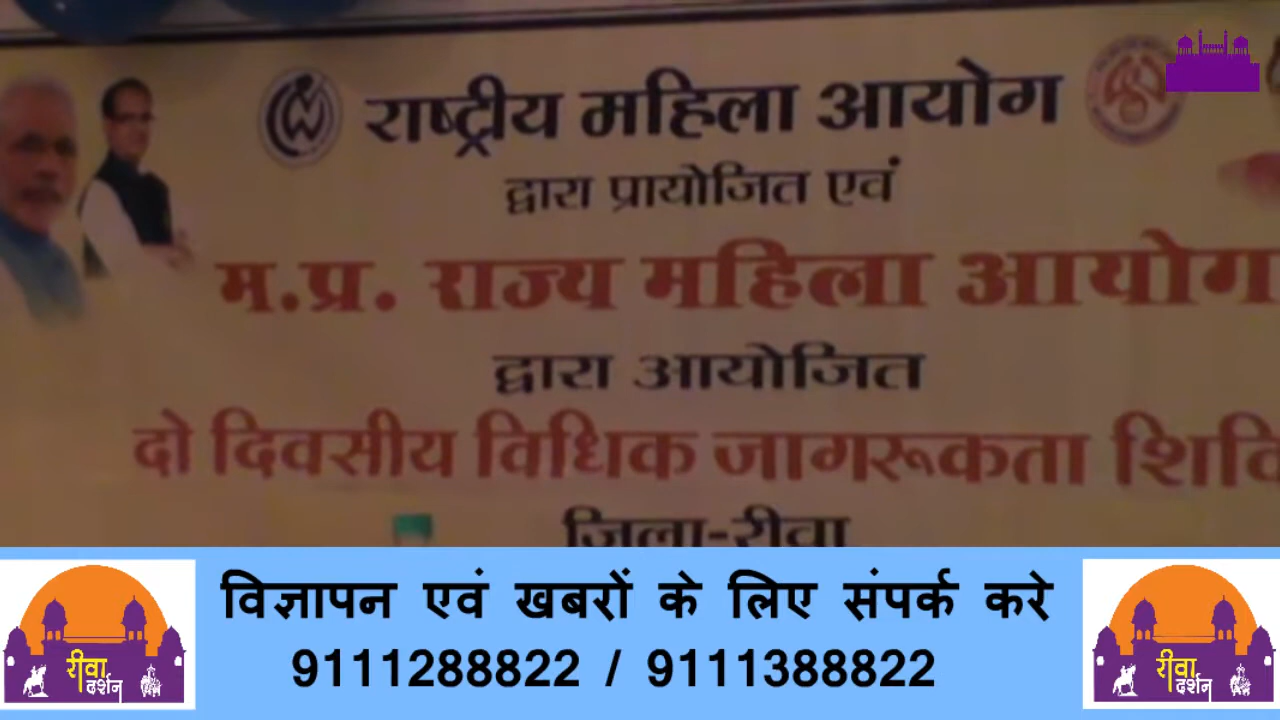 राष्ट्रीय महिला आयोग
द्वारा प्रायोजित एवं
म.प्र. राज्य महिला आयोग
द्वारा आयोजित
दो दिवसीय विधिक जागरूकता
जिला-रीवा
विज्ञापन एवं खबरों के लिए संपर्क करे
9111288822 / 9111388822
रीवा
दर्शन
रीवा
दर्शन